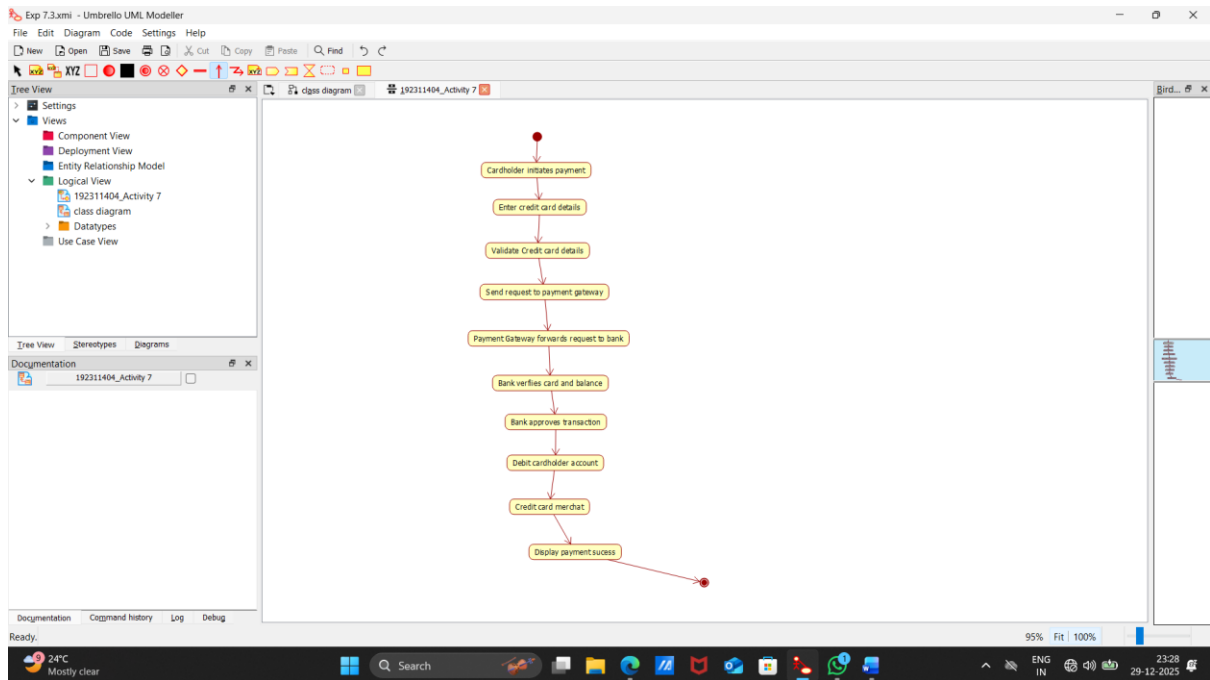 Exp 7.3.xmi - Umbrello UML Modeller
File Edit Diagram Code Settings Help
New Open Save Cut Copy Paste Find
XYZ
Tree View
class diagram
192311404_Activity 7
Bird...
Settings
Views
Component View
Deployment View
Entity Relationship Model
Logical View
192311404_Activity 7
class diagram
Datatypes
Use Case View
Tree View Stereotypes Diagrams
Documentation
192311404_Activity 7
Cardholder initiates payment
Enter credit card details
Validate Credit card details
Send request to payment gateway
Payment Gateway forwards request to bank
Bank verfiies card and balance
Bank approves transaction
Debit cardholder account
Credit card merchat
Display payment sucess
Documentation Command history Log Debug
Ready.
95% Fit 100%
9
24°C
Mostly clear
Search
1
ENG
IN
23:28
29-12-2025